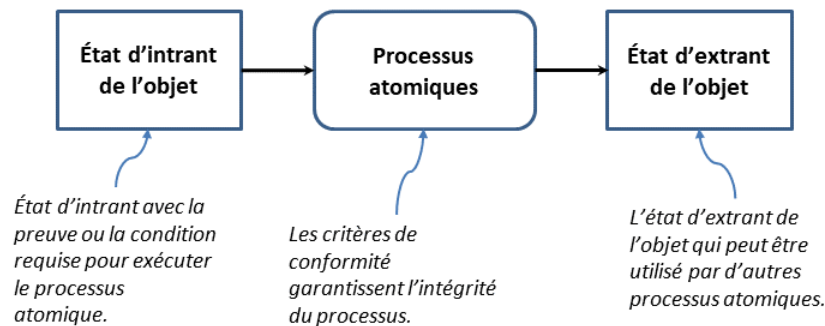 État d’intrant
de l’objet
Processus
atomiques
État d’extrant
de l’objet
État d’intrant avec la
preuve ou la condition
requise pour exécuter
le processus
atomique.
Les critères de
conformité
garantissent l’intégrité
du processus.
L’état d’extrant de
l’objet qui peut être
utilisé par d’autres
processus atomiques.